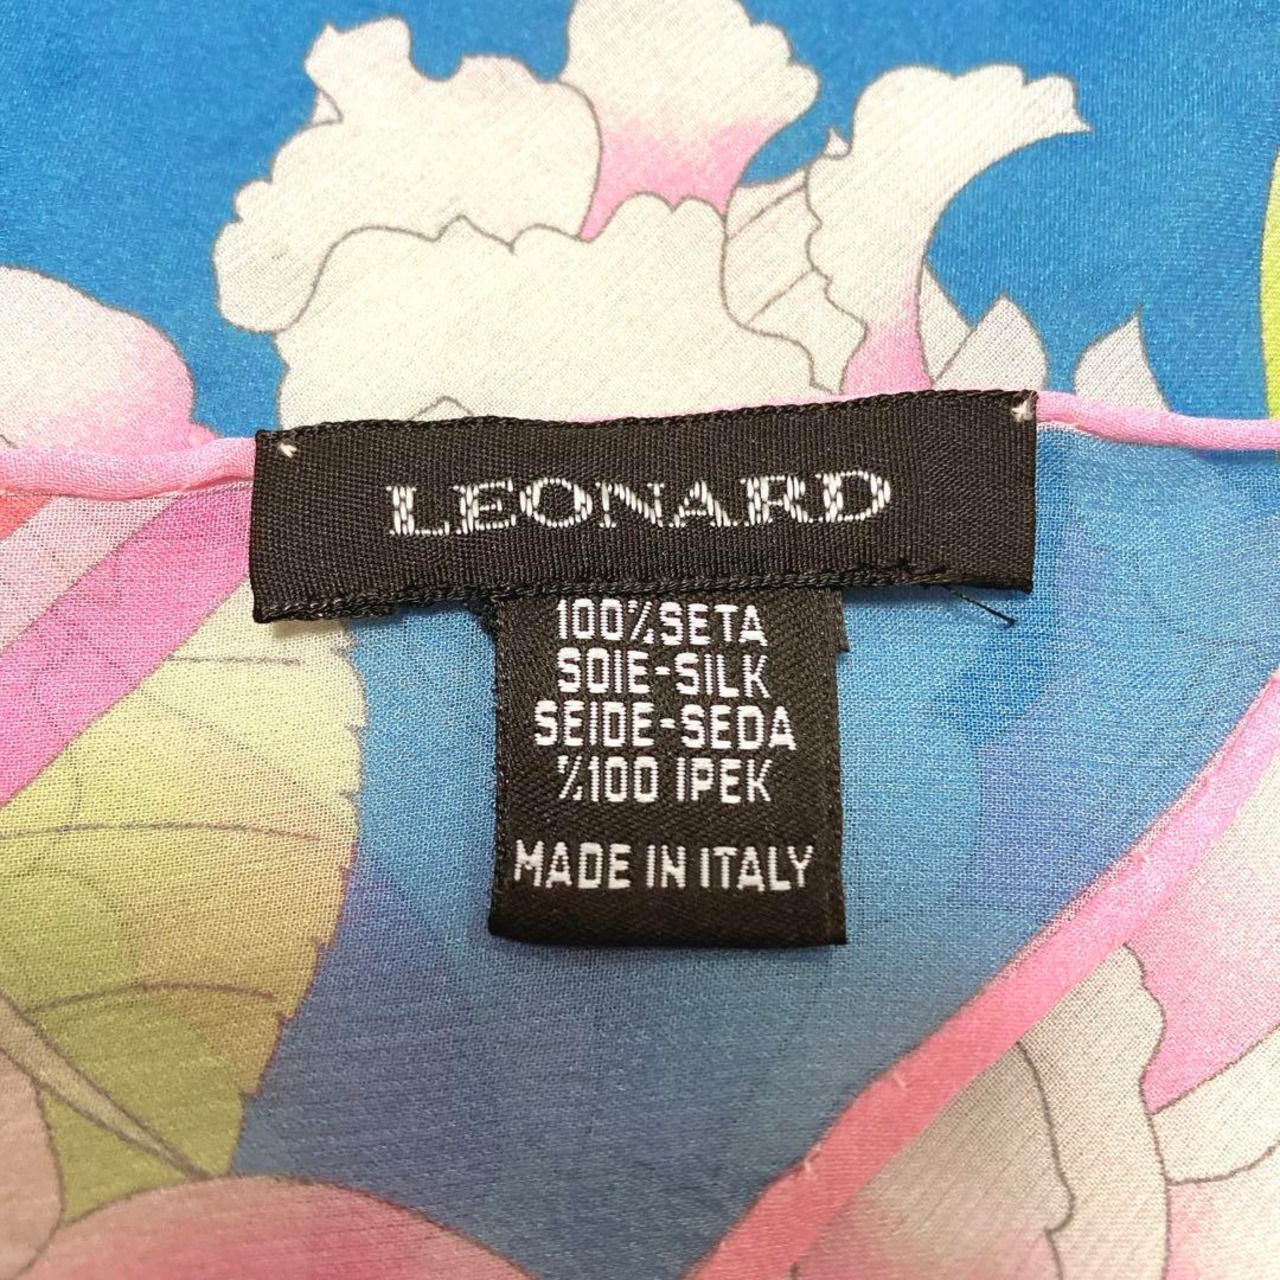 LEONARD
100%SETA
SOIE-SILK
SEIDE-SEDA
%100 IPEK
MADE IN ITALY